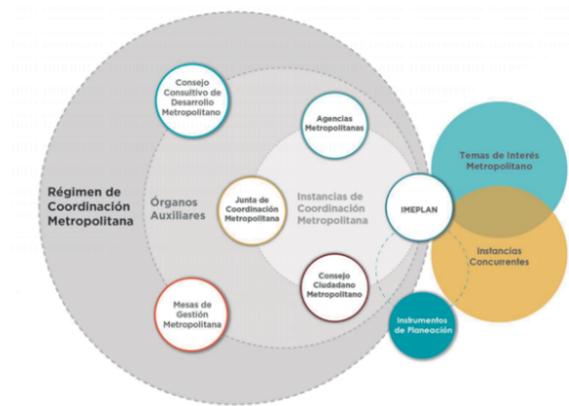 Consejo
Consultivo de
Desarrollo
Metropolitano
Agencias
Metropolitanas
Temas de Interés
Metropolitano
Régimen de
Coordinación
Metropolitana
Órganos
Auxiliares
Junta de
Coordinación
Metropolitana
Instancias de
Coordinación
Metropolitana
IMEPLAN
Instancias
Concurrentes
Consejo
Ciudadano
Metropolitano
Mesas de
Gestión
Metropolitana
Instrumentos
de Planeación